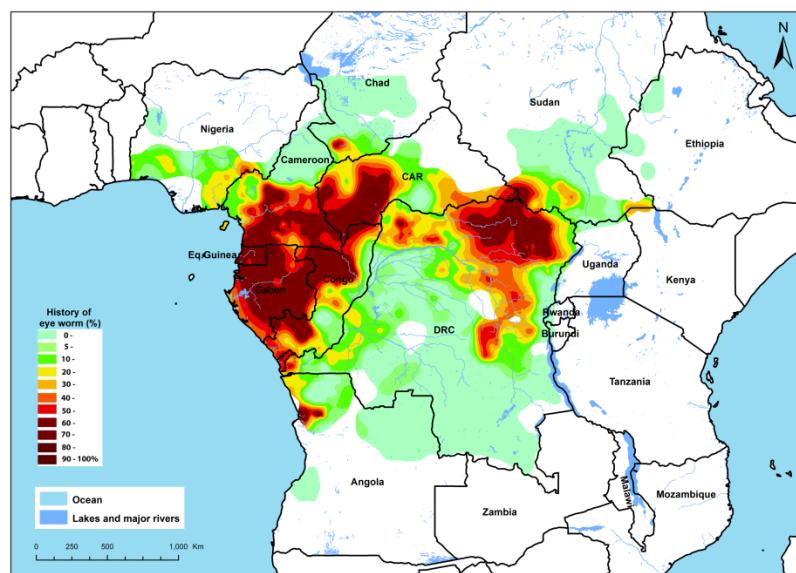 N
Chad
Sudan
Nigeria
Ethiopia
Cameroon
CAR
Eq.Guinea
Congo
Gabon
Uganda
Kenya
Rwanda
Burundi
DRC
Tanzania
Angola
Zambia
Malawi
Mozambique
History of
eye worm (%)
0 -
5 -
10 -
20 -
30 -
40 -
50 -
60 -
70 -
80 -
90 - 100%
Ocean
Lakes and major rivers
0 250 500 1,000 Km